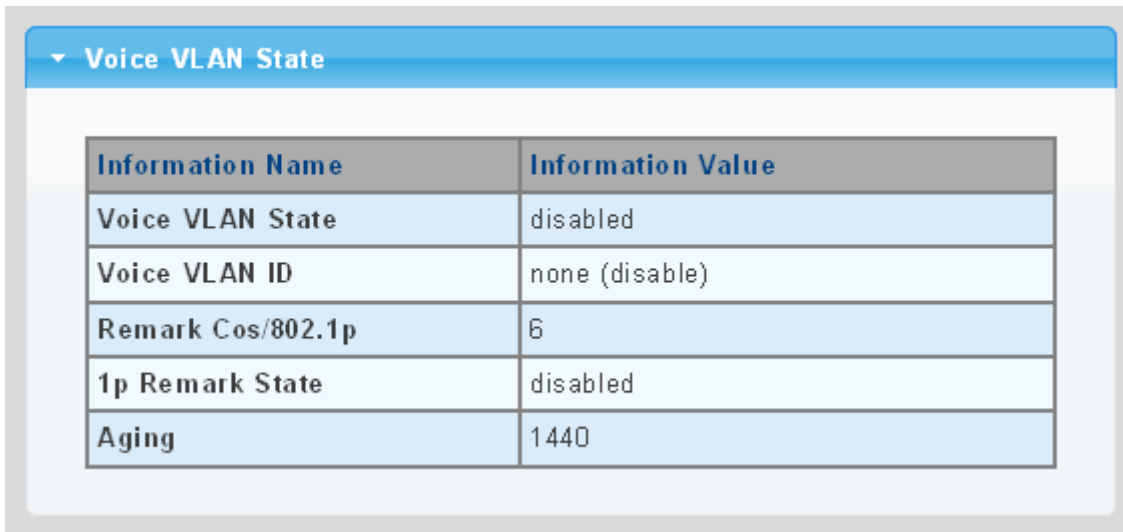 Voice VLAN State
Information Name Information Value
Voice VLAN State disabled
Voice VLAN ID none (disable)
Remark Cos/802.1p 6
1p Remark State disabled
Aging 1440